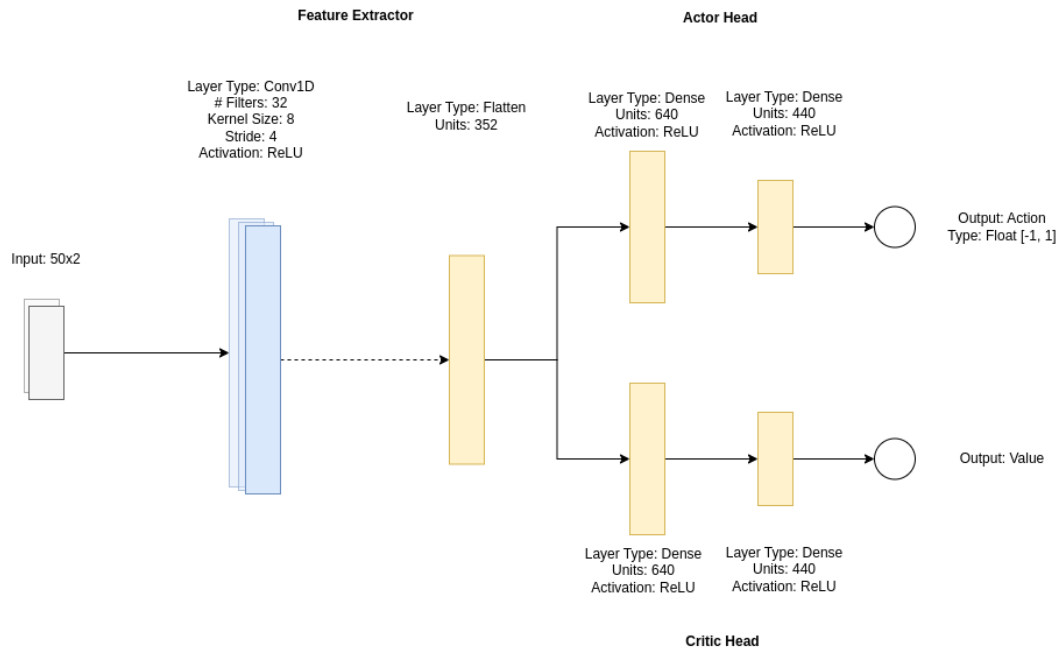 Feature Extractor
Actor Head
Layer Type: Conv1D
# Filters: 32
Kernel Size: 8
Stride: 4
Activation: ReLU
Layer Type: Flatten
Units: 352
Layer Type: Dense
Units: 640
Activation: ReLU
Layer Type: Dense
Units: 440
Activation: ReLU
Output: Action
Type: Float [-1, 1]
Input: 50x2
Output: Value
Layer Type: Dense
Units: 640
Activation: ReLU
Layer Type: Dense
Units: 440
Activation: ReLU
Critic Head